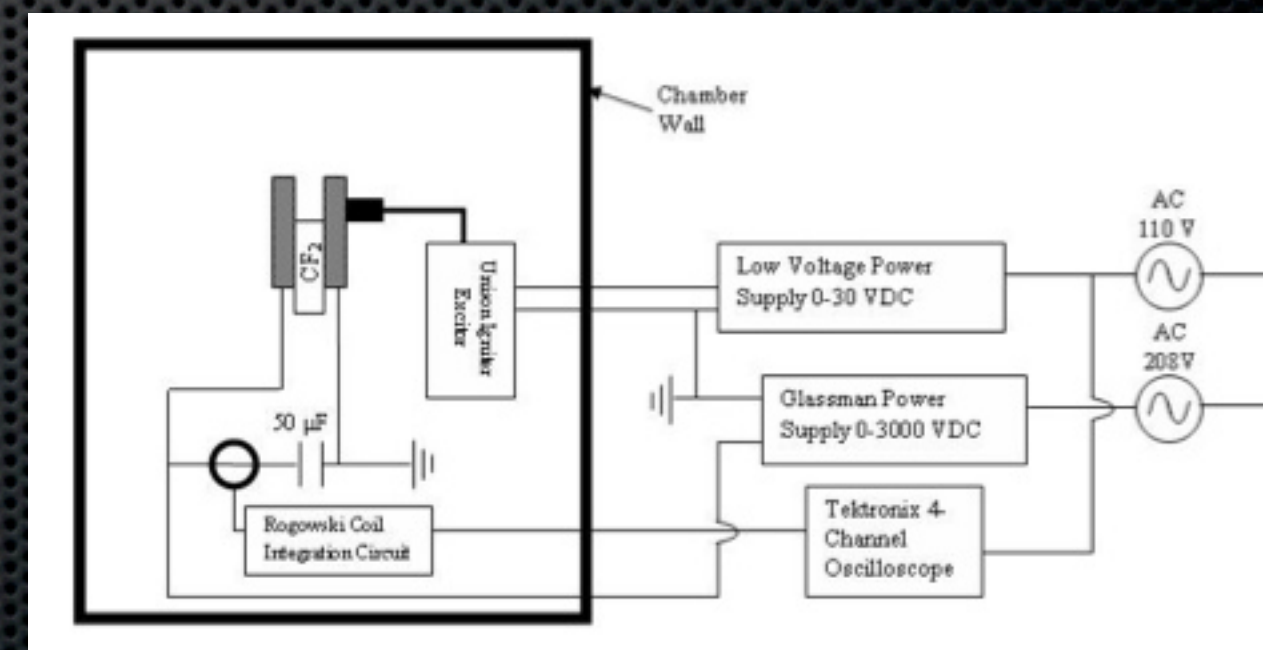 Chamber
Wall
AC
110 V
CF2
Union Igniter
Excitor
Low Voltage Power
Supply 0-30 VDC
AC
208V
Glassman Power
Supply 0-3000 VDC
50 μF
Rogowski Coil
Integration Circuit
Tektronix 4-
Channel
Oscilloscope